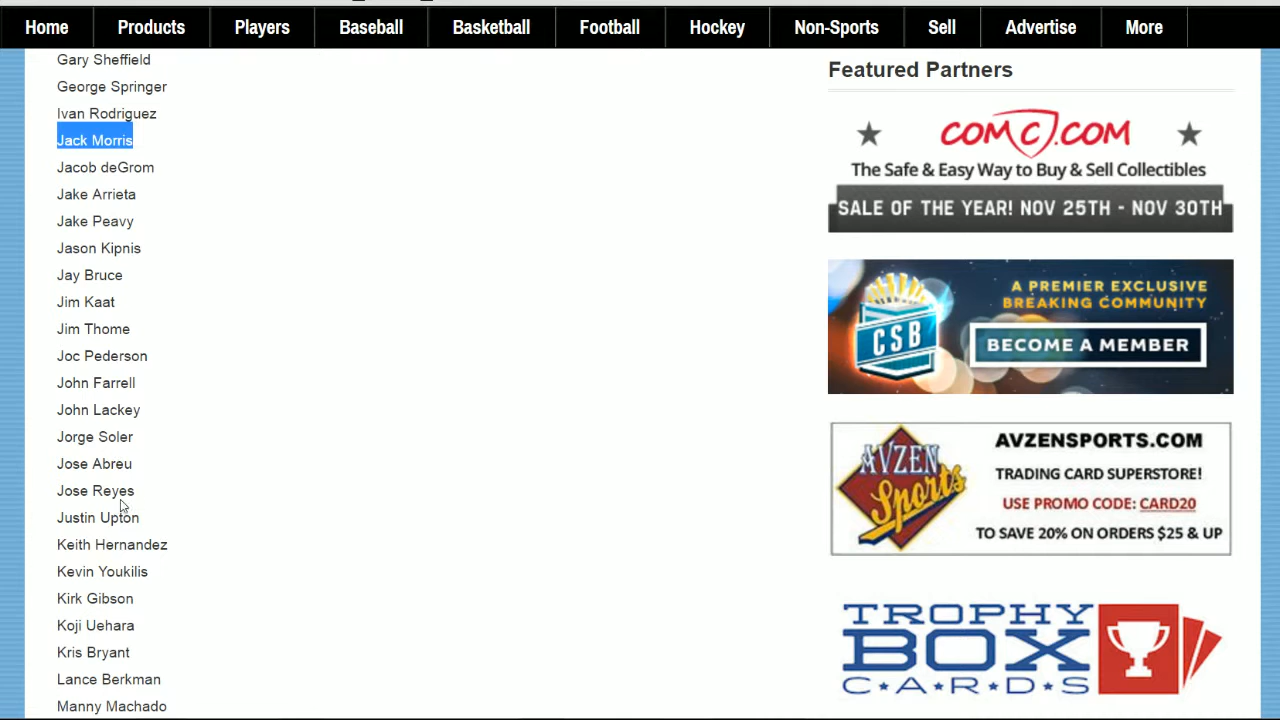 Home Products Players Baseball Basketball Football Hockey Non-Sports Sell Advertise More
Gary Sheffield
George Springer
Ivan Rodriguez
Jack Morris
Jacob deGrom
Jake Arrieta
Jake Peavy
Jason Kipnis
Jay Bruce
Jim Kaat
Jim Thome
Joc Pederson
John Farrell
John Lackey
Jorge Soler
Jose Abreu
Jose Reyes
Justin Upton
Keith Hernandez
Kevin Youkilis
Kirk Gibson
Koji Uehara
Kris Bryant
Lance Berkman
Manny Machado
Featured Partners
COMC.COM
The Safe & Easy Way to Buy & Sell Collectibles
SALE OF THE YEAR! NOV 25TH - NOV 30TH
CSB
A PREMIER EXCLUSIVE
BREAKING COMMUNITY
BECOME A MEMBER
AVZEN
Sports
AVZENSPORTS.COM
TRADING CARD SUPERSTORE!
USE PROMO CODE: CARD20
TO SAVE 20% ON ORDERS $25 & UP
TROPHY
BOX
C★A★R★D★S